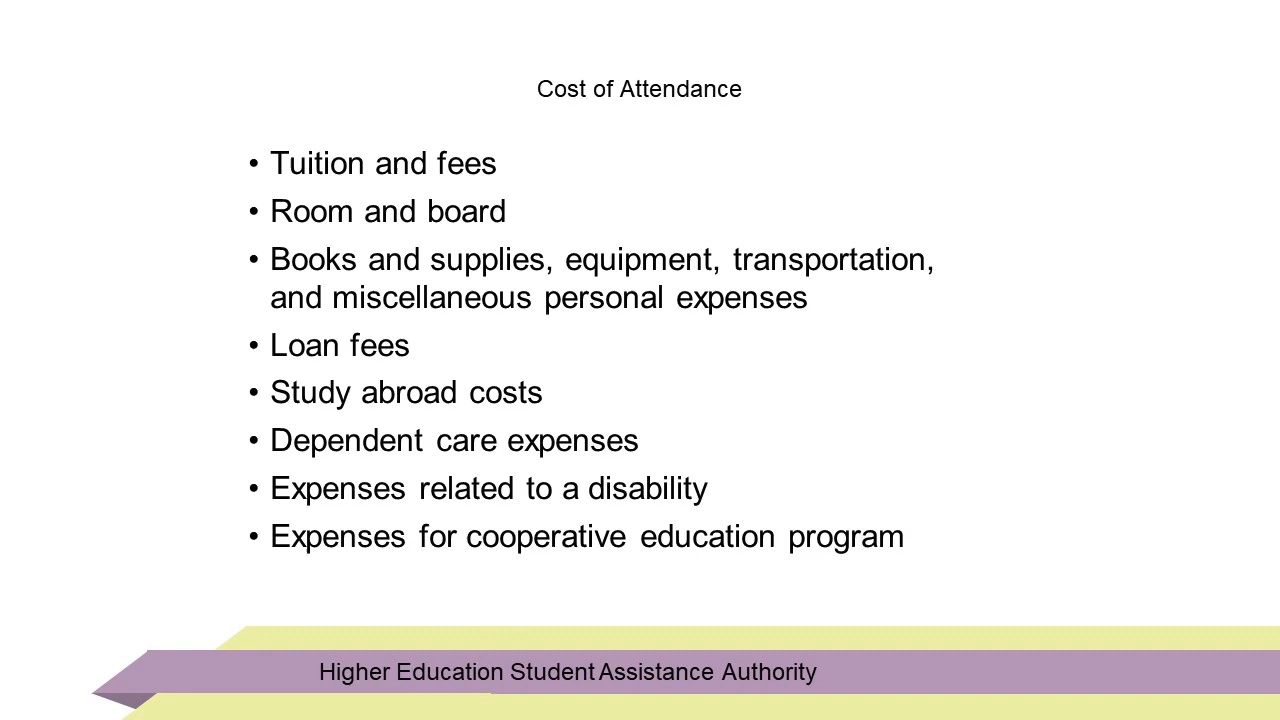 Cost of Attendance
• Tuition and fees
• Room and board
• Books and supplies, equipment, transportation,
and miscellaneous personal expenses
• Loan fees
• Study abroad costs
• Dependent care expenses
• Expenses related to a disability
• Expenses for cooperative education program
Higher Education Student Assistance Authority